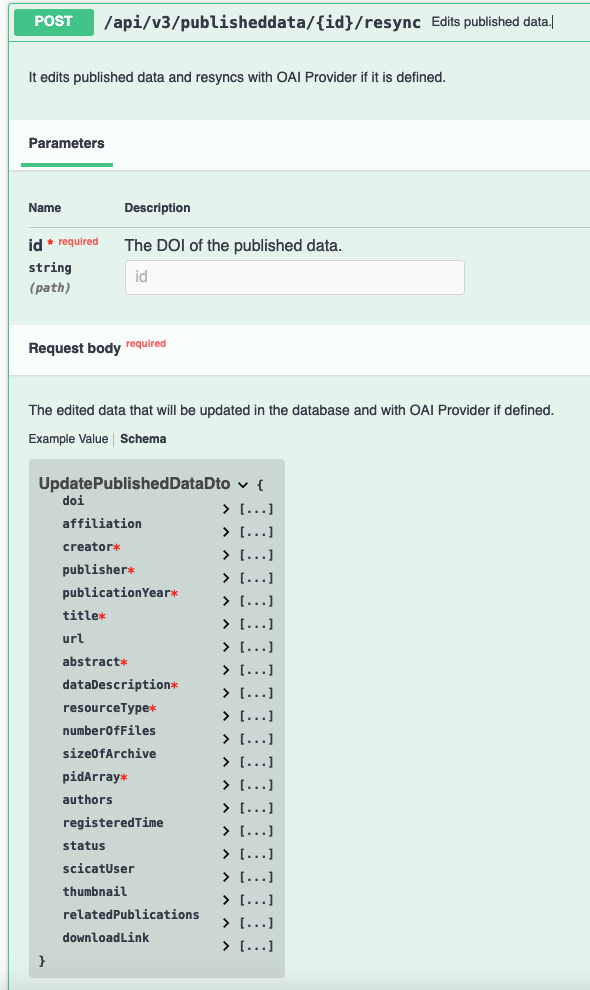 POST /api/v3/publisheddata/{id}/resync Edits published data.
It edits published data and resyncs with OAI Provider if it is defined.
Parameters
Name Description
id * required The DOI of the published data.
string id
(path)
Request body required
The edited data that will be updated in the database and with OAI Provider if defined.
Example Value Schema
UpdatePublishedDataDto {
doi [...]
affiliation [...]
creator* [...]
publisher* [...]
publicationYear* [...]
title* [...]
url [...]
abstract* [...]
dataDescription* [...]
resourceType* [...]
numberOfFiles [...]
sizeOfArchive [...]
pidArray* [...]
authors [...]
registeredTime [...]
status [...]
scicatUser [...]
thumbnail [...]
relatedPublications [...]
downloadLink [...]
}